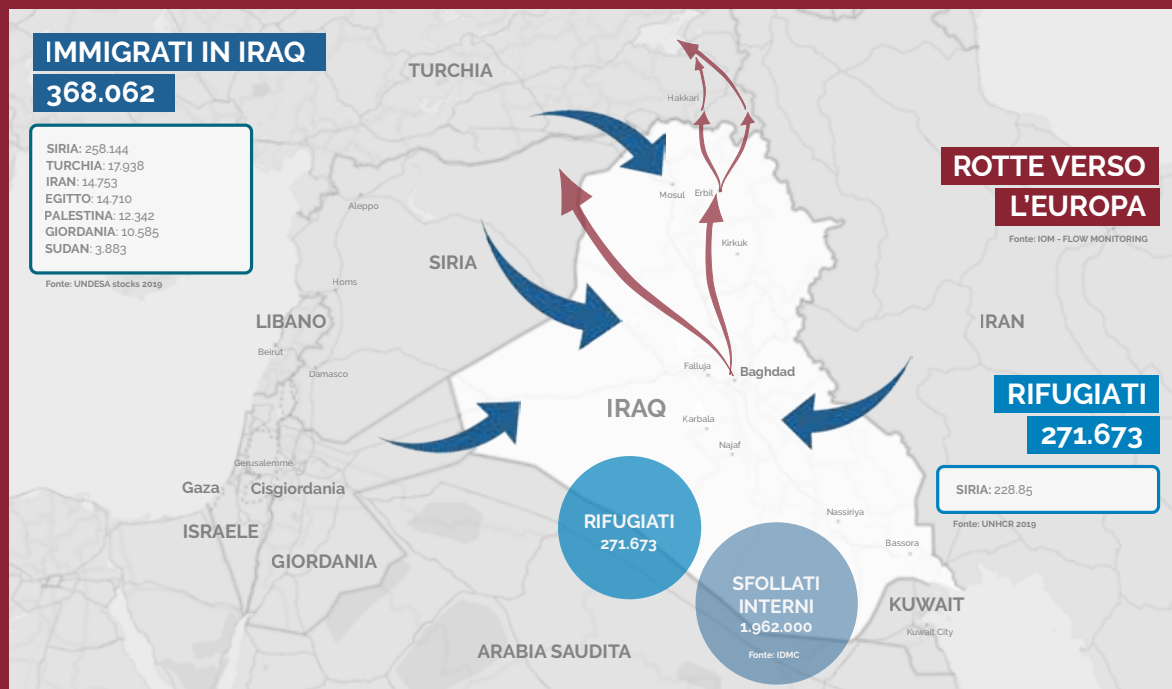 IMMIGRATI IN IRAQ
368.062
SIRIA: 258.144
TURCHIA: 17.938
IRAN: 14.753
EGITTO: 14.710
PALESTINA: 12.342
GIORDANIA: 10.585
SUDAN: 3.883
Fonte: UNDESA stocks 2019
TURCHIA
Hakkari
ROTTE VERSO
L'EUROPA
Fonte: IOM - FLOW MONITORING
Mosul
Erbil
Aleppo
Kirkuk
SIRIA
Homs
LIBANO
IRAN
Beirut
Damasco
Falluja
Baghdad
IRAQ
Karbala
Najaf
RIFUGIATI
271.673
SIRIA: 228.85
Fonte: UNHCR 2019
Gerusalemme
Gaza
Cisgiordania
ISRAELE
GIORDANIA
RIFUGIATI
271.673
Nassiriya
Bassora
SFOLLATI
INTERNI
1.962.000
Fonte: IDMC
KUWAIT
Kuwait City
ARABIA SAUDITA